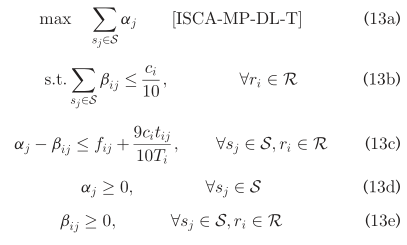 max ∑_{s_j∈𝒮} α_j [ISCA-MP-DL-T] (13a)
s.t. ∑_{s_j∈𝒮} β_{ij} ≤ c_i/10, ∀r_i ∈ ℛ (13b)
α_j − β_{ij} ≤ f_{ij} + 9c_i t_{ij}/10T_i, ∀s_j ∈ 𝒮, r_i ∈ ℛ (13c)
α_j ≥ 0, ∀s_j ∈ 𝒮 (13d)
β_{ij} ≥ 0, ∀s_j ∈ 𝒮, r_i ∈ ℛ (13e)